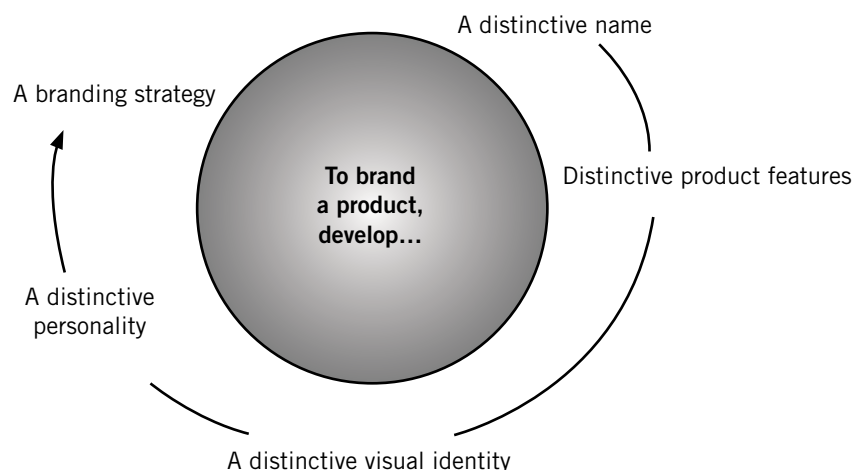 A distinctive name
Distinctive product features
A distinctive visual identity
A distinctive
personality
A branding strategy
To brand
a product,
develop…